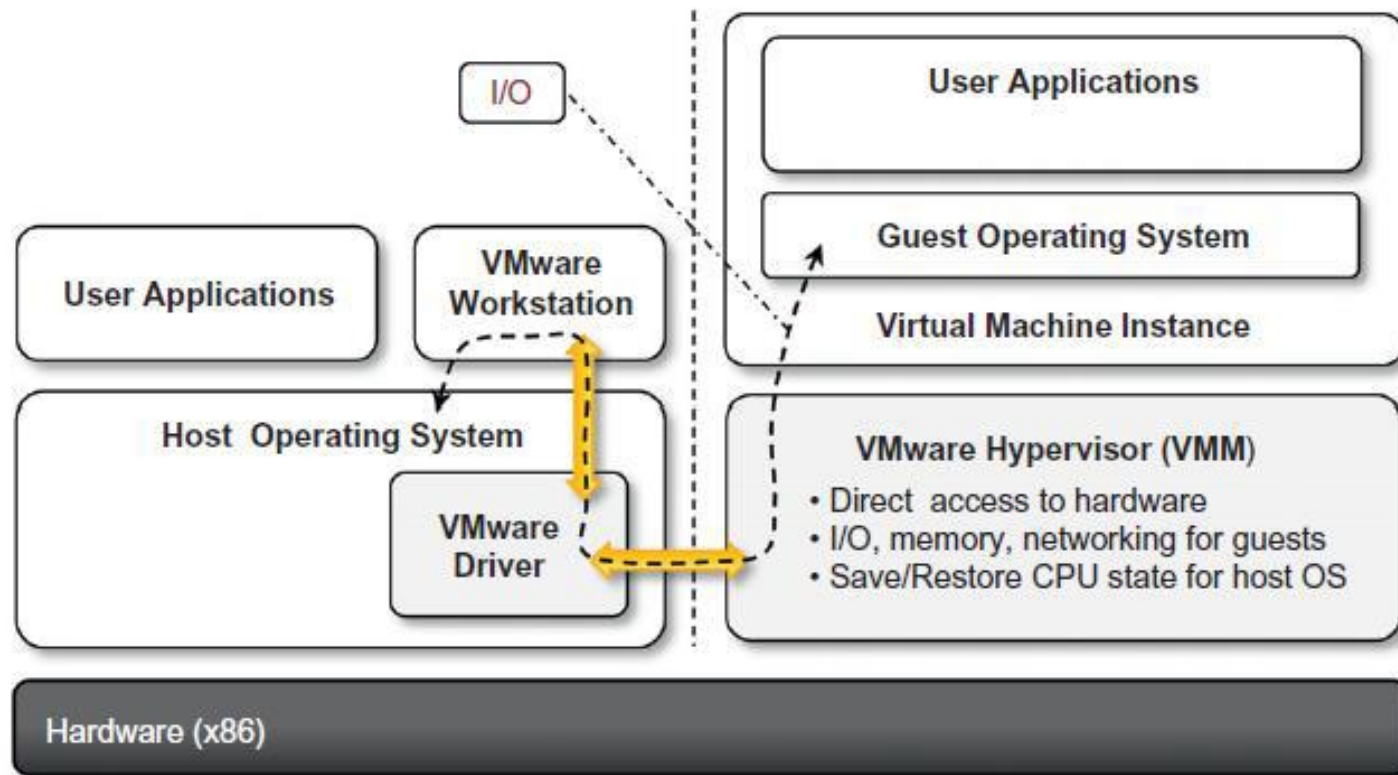 I/O
User Applications
VMware
Workstation
Host Operating System
VMware
Driver
User Applications
Guest Operating System
Virtual Machine Instance
VMware Hypervisor (VMM)
• Direct access to hardware
• I/O, memory, networking for guests
• Save/Restore CPU state for host OS
Hardware (x86)